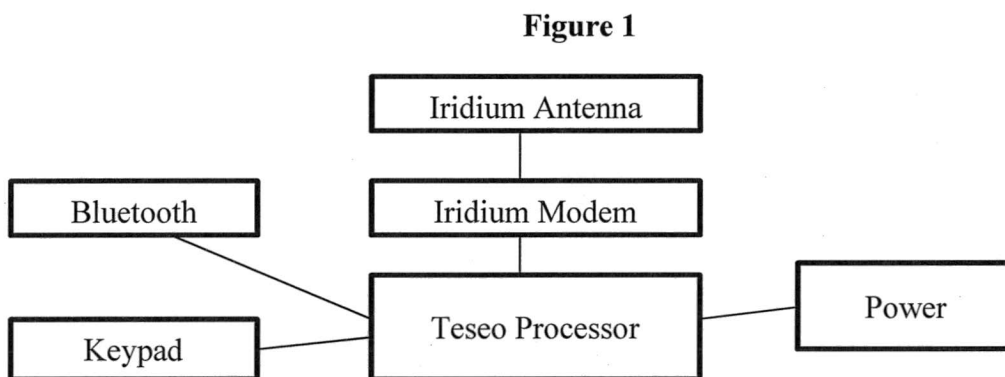 Figure 1
Iridium Antenna
Bluetooth
Iridium Modem
Power
Teseo Processor
Keypad